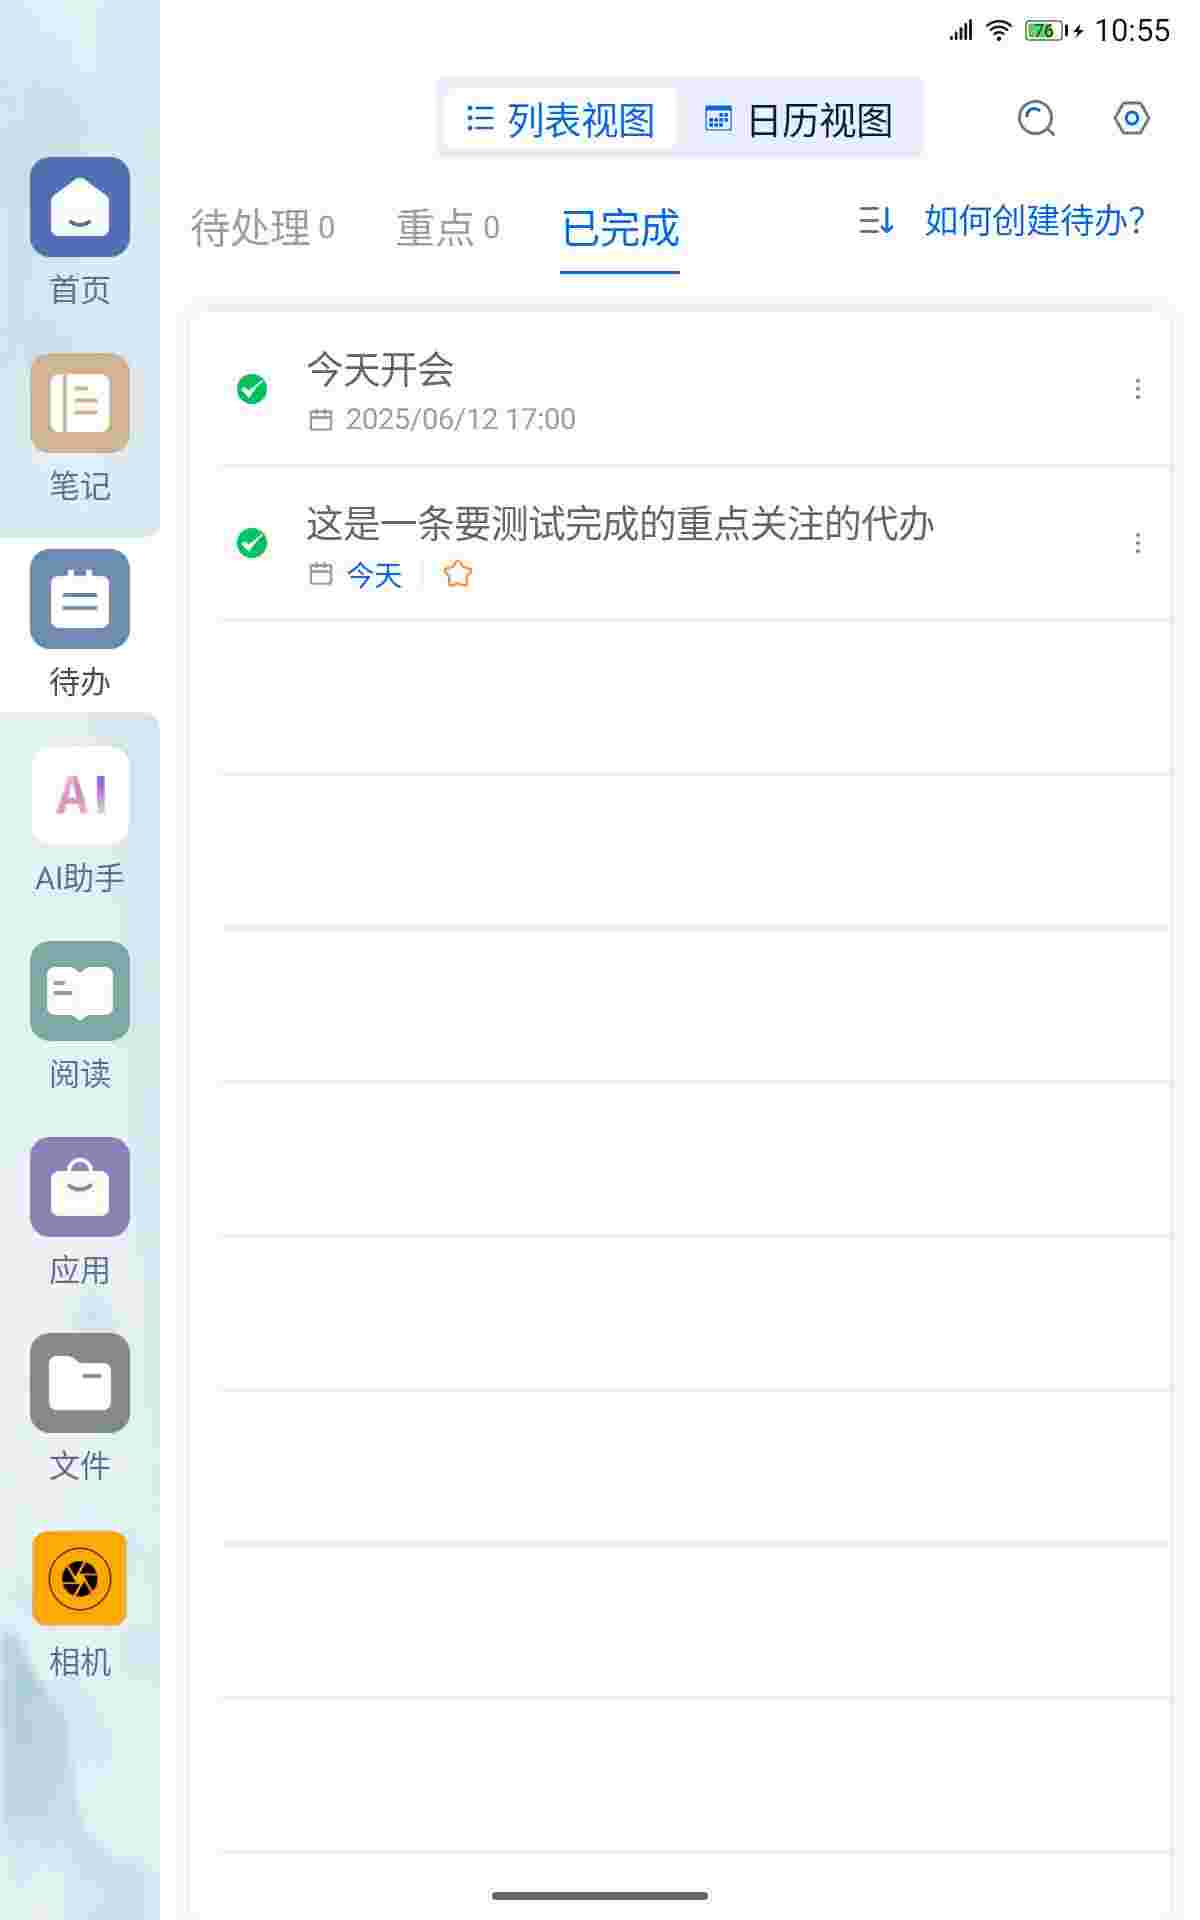 76 10:55
列表视图 日历视图
待处理 0 重点 0 已完成 如何创建待办?
首页
笔记
待办
AI
AI助手
阅读
应用
文件
相机
今天开会
2025/06/12 17:00
这是一条要测试完成的重点关注的代办
今天